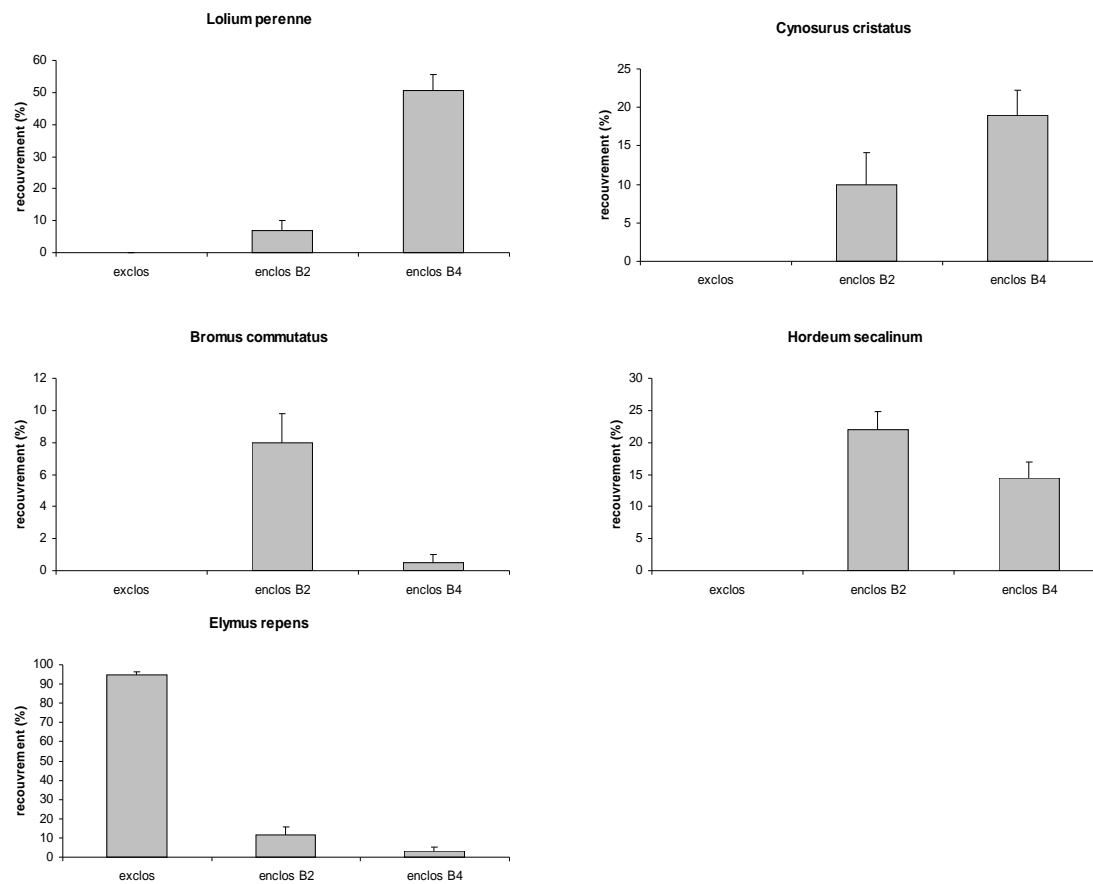 Lolium perenne
recouvrement (%)
60
50
40
30
20
10
0
exclos enclos B2 enclos B4
Cynosurus cristatus
recouvrement (%)
25
20
15
10
5
0
exclos enclos B2 enclos B4
Bromus commutatus
recouvrement (%)
12
10
8
6
4
2
0
exclos enclos B2 enclos B4
Hordeum secalinum
recouvrement (%)
30
25
20
15
10
5
0
exclos enclos B2 enclos B4
Elymus repens
recouvrement (%)
100
90
80
70
60
50
40
30
20
10
0
exclos enclos B2 enclos B4